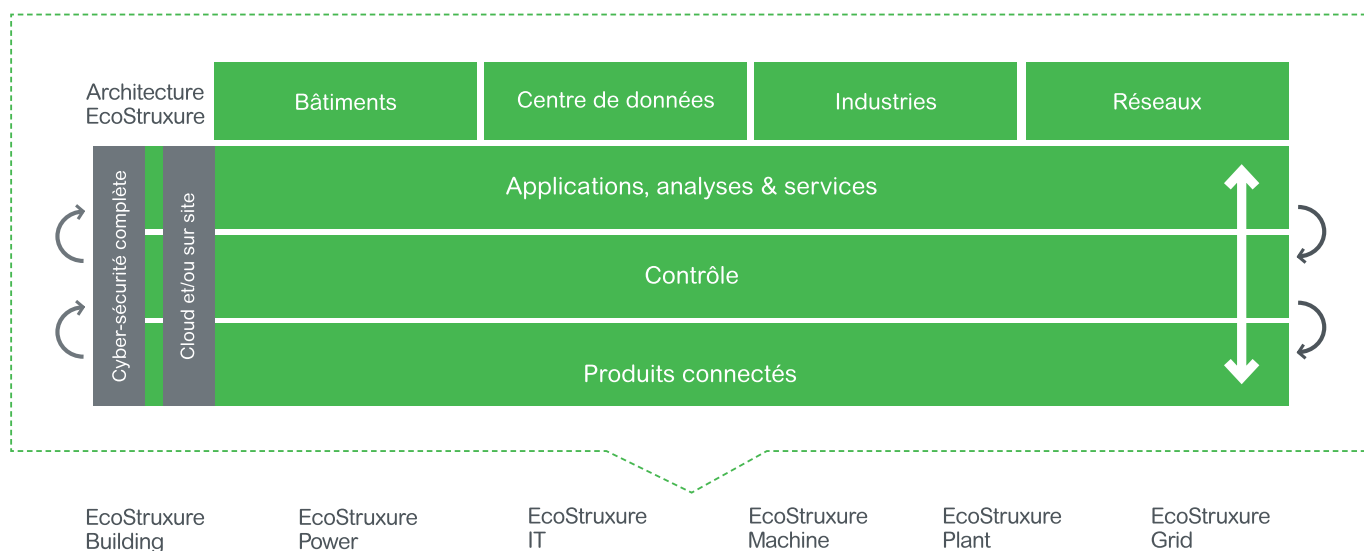 Architecture
EcoStruxure
Bâtiments
Centre de données
Industries
Réseaux
Cyber-sécurité complète
Cloud et/ou sur site
Applications, analyses & services
Contrôle
Produits connectés
EcoStruxure
Building
EcoStruxure
Power
EcoStruxure
IT
EcoStruxure
Machine
EcoStruxure
Plant
EcoStruxure
Grid